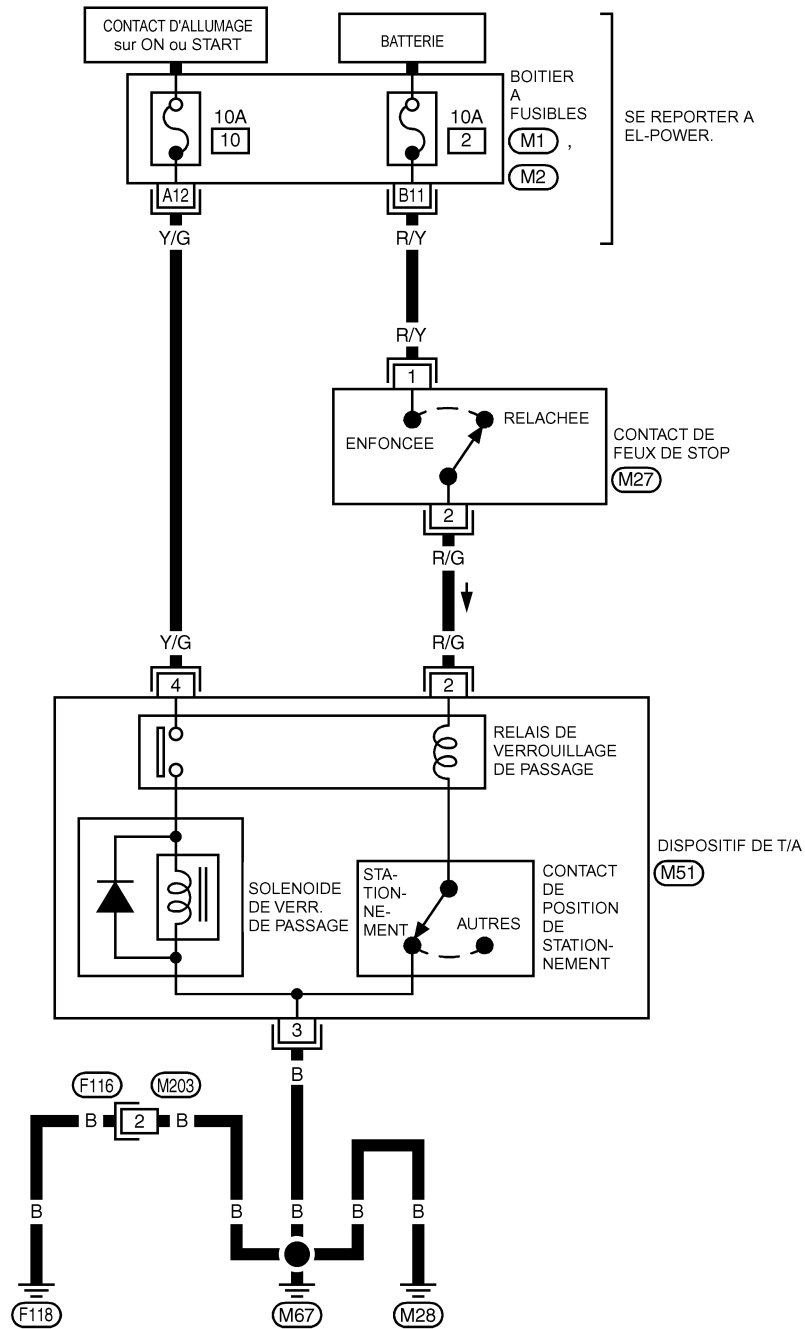 CONTACT D'ALLUMAGE
sur ON ou START
BATTERIE
BOITIER
A
FUSIBLES
M1 ,
M2
SE REPORTER A
EL-POWER.
10A
10
10A
2
A12
B11
Y/G
R/Y
R/Y
1
ENFONCEE
RELACHEE
CONTACT DE
FEUX DE STOP
M27
2
R/G
Y/G
R/G
4
2
RELAIS DE
VERROUILLAGE
DE PASSAGE
DISPOSITIF DE T/A
M51
SOLENOIDE
DE VERR.
DE PASSAGE
STA-
TION-
NE-
MENT
AUTRES
CONTACT
DE
POSITION
DE
STATION-
NEMENT
3
B
F116
M203
B
2
B
B
B
B
B
B
F118
M67
M28